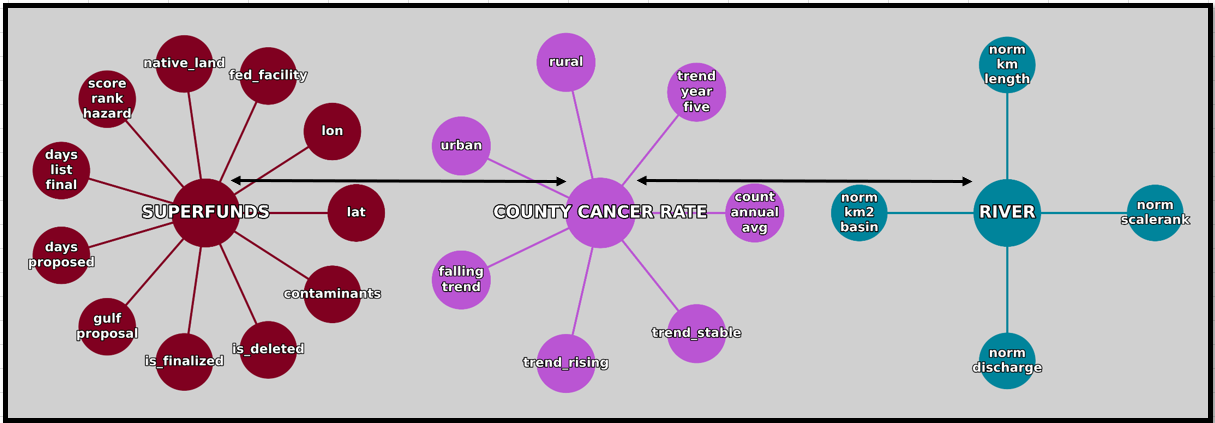 native_land
fed_facility
score
rank
hazard
lon
days
list
final
SUPERFUNDS
lat
days
proposed
contaminants
gulf
proposal
is_finalized
is_deleted
rural
trend
year
five
urban
COUNTY CANCER RATE
count
annual
avg
falling
trend
trend_stable
trend_rising
norm
km
length
norm
km2
basin
RIVER
norm
scalerank
norm
discharge